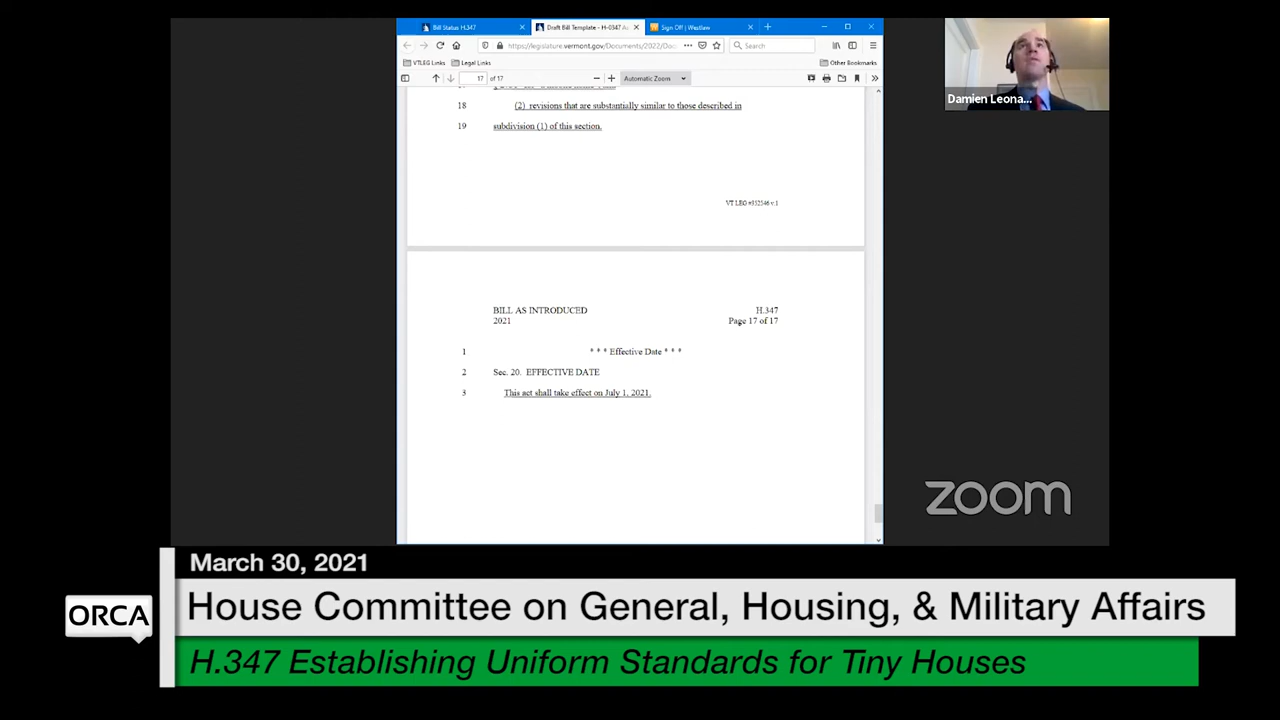 Bill Status H.347
Draft Bill Template - H-0347 A
Sign Off | Westlaw
https://legislature.vermont.gov/Documents/2022/Doc
Search
VTLEG Links
Legal Links
Other Bookmarks
17 of 17
Automatic Zoom
18 (2) revisions that are substantially similar to those described in
19 subdivision (1) of this section.
VT LEG #352546 v.1
BILL AS INTRODUCED H.347
2021 Page 17 of 17
1 * * * Effective Date * * *
2 Sec. 20. EFFECTIVE DATE
3 This act shall take effect on July 1, 2021.
Damien Leona...
zoom
March 30, 2021
ORCA
House Committee on General, Housing, & Military Affairs
H.347 Establishing Uniform Standards for Tiny Houses